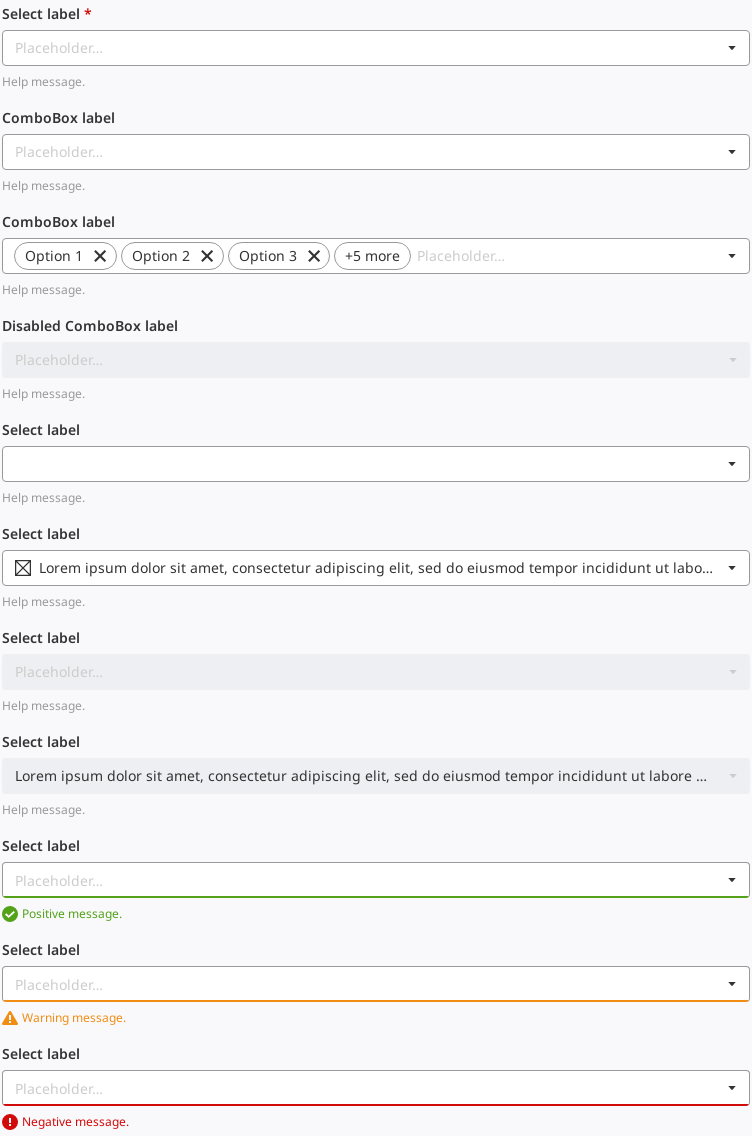 Select label *
Placeholder...
Help message.
ComboBox label
Placeholder...
Help message.
ComboBox label
Option 1 Option 2 Option 3 +5 more Placeholder...
Help message.
Disabled ComboBox label
Placeholder...
Help message.
Select label
Help message.
Select label
Lorem ipsum dolor sit amet, consectetur adipiscing elit, sed do eiusmod tempor incididunt ut labo...
Help message.
Select label
Placeholder...
Help message.
Select label
Lorem ipsum dolor sit amet, consectetur adipiscing elit, sed do eiusmod tempor incididunt ut labore ...
Help message.
Select label
Placeholder...
Positive message.
Select label
Placeholder...
Warning message.
Select label
Placeholder...
Negative message.